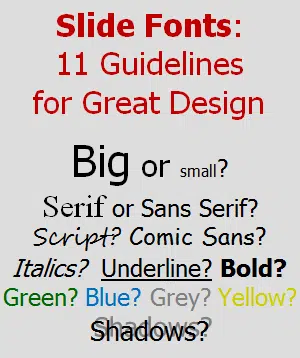 Slide Fonts:
11 Guidelines
for Great Design
Big or small?
Serif or Sans Serif?
Script? Comic Sans?
Italics? Underline? Bold?
Green? Blue? Grey? Yellow?
Shadows?